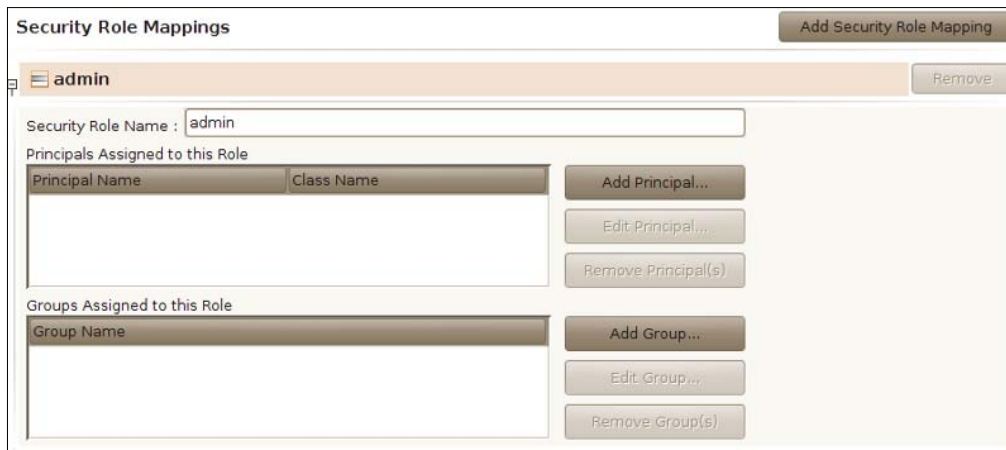 Security Role Mappings
Add Security Role Mapping
admin
Remove
Security Role Name : admin
Principals Assigned to this Role
Principal Name Class Name
Add Principal...
Edit Principal...
Remove Principal(s)
Groups Assigned to this Role
Group Name
Add Group...
Edit Group...
Remove Group(s)